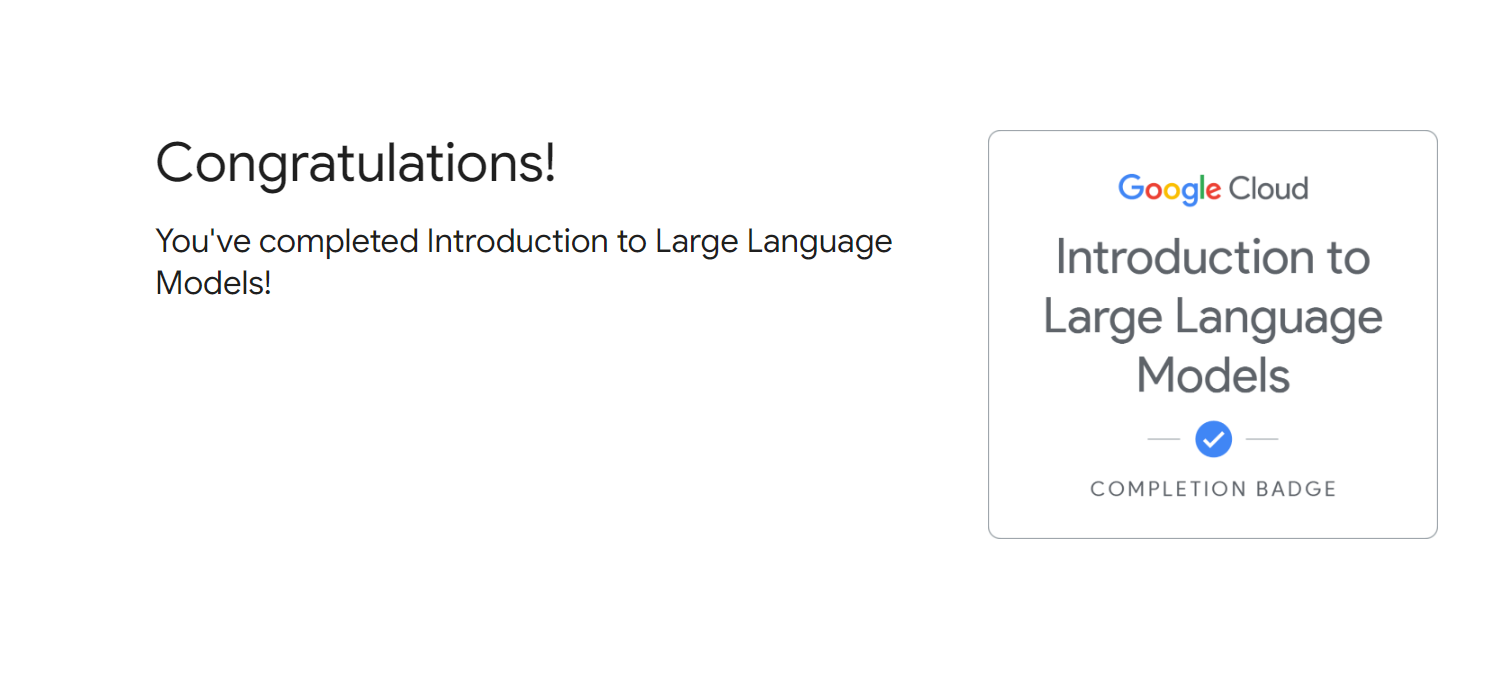 Congratulations!
You've completed Introduction to Large Language
Models!
Google Cloud
Introduction to
Large Language
Models
COMPLETION BADGE